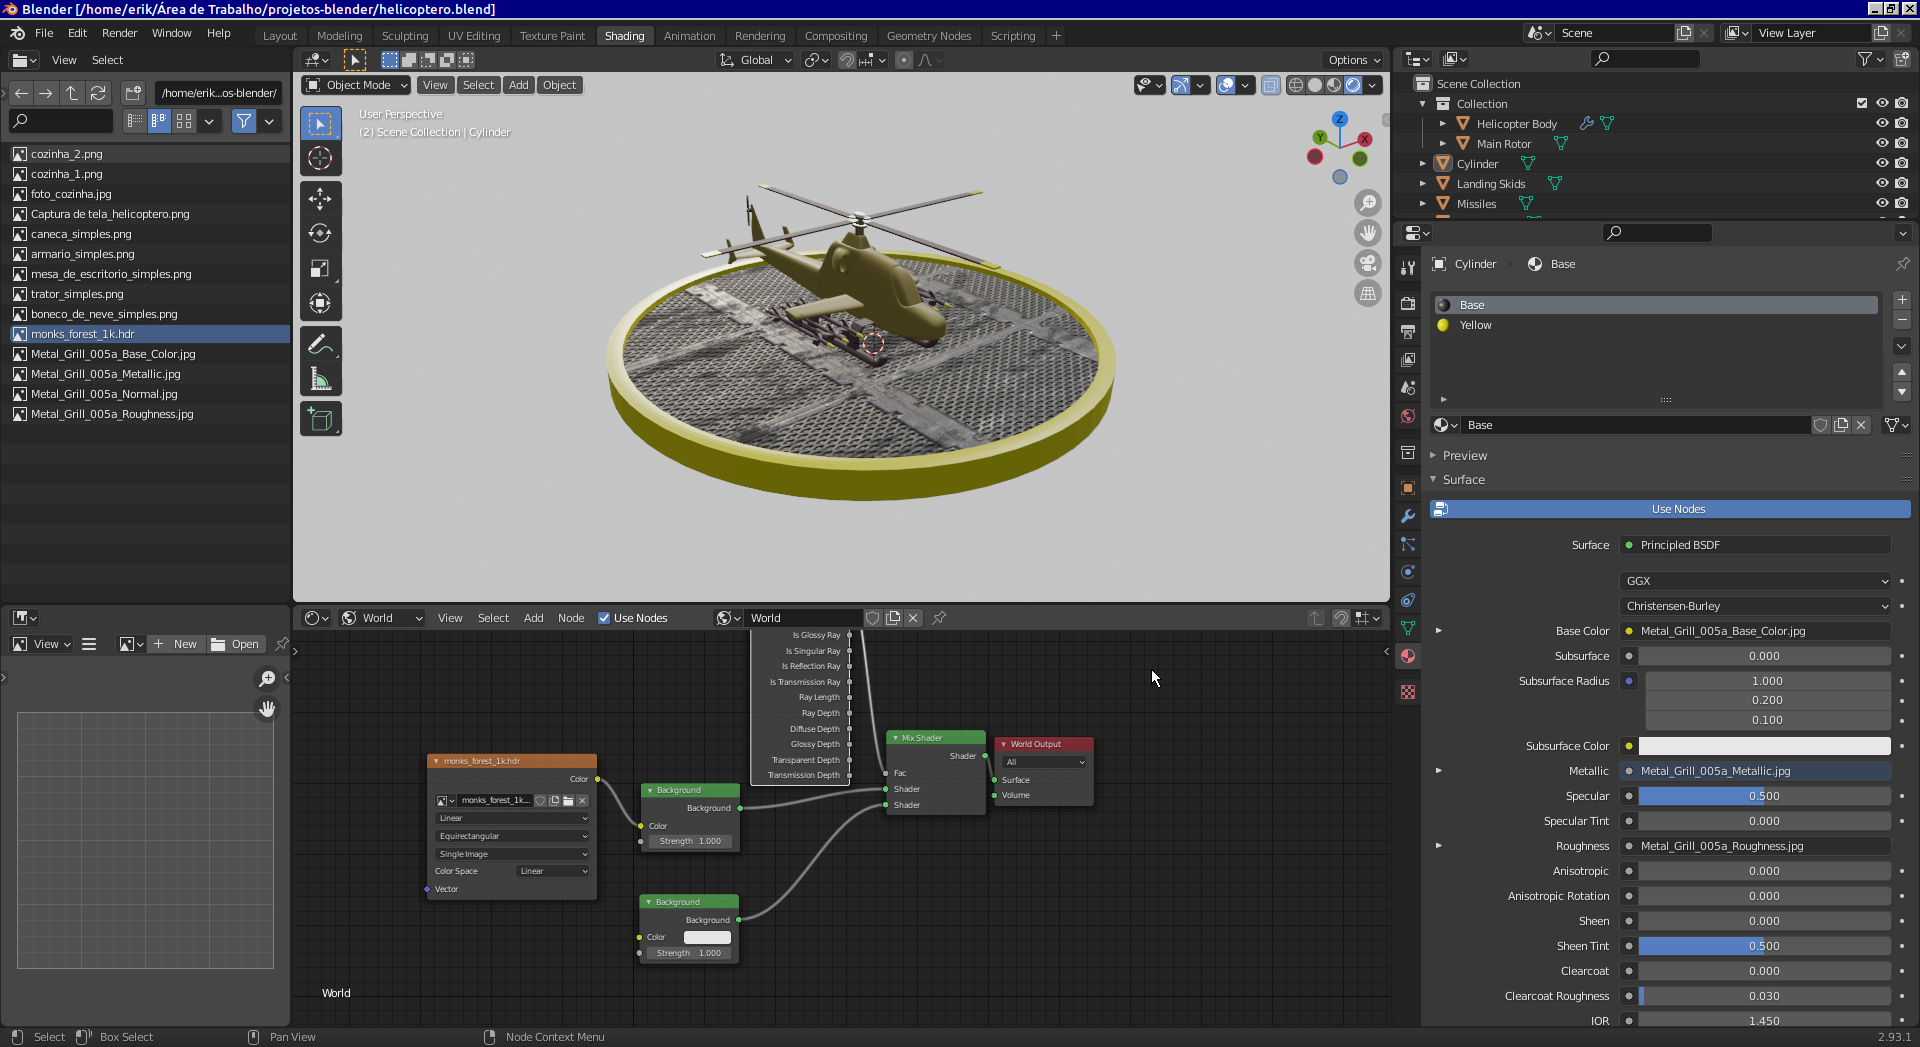 Blender [/home/erik/Área de Trabalho/projetos-blender/helicoptero.blend]
File Edit Render Window Help
Layout Modeling Sculpting UV Editing Texture Paint Shading Animation Rendering Compositing Geometry Nodes Scripting
Scene
View Layer
View Select
/home/erik...os-blender/
cozinha_2.png
cozinha_1.png
foto_cozinha.jpg
Captura de tela_helicoptero.png
caneca_simples.png
armario_simples.png
mesa_de_escritorio_simples.png
trator_simples.png
boneco_de_neve_simples.png
monks_forest_1k.hdr
Metal_Grill_005a_Base_Color.jpg
Metal_Grill_005a_Metallic.jpg
Metal_Grill_005a_Normal.jpg
Metal_Grill_005a_Roughness.jpg
View
New
Open
Global
Options
Object Mode View Select Add Object
User Perspective
(2) Scene Collection | Cylinder
Z
Y
X
World View Select Add Node Use Nodes World
Is Glossy Ray
Is Singular Ray
Is Reflection Ray
Is Transmission Ray
Ray Length
Ray Depth
Diffuse Depth
Glossy Depth
Transparent Depth
Transmission Depth
monks_forest_1k.hdr
Color
monks_forest_1k...
Linear
Equirectangular
Single Image
Color Space Linear
Vector
Background
Background
Color
Strength 1.000
Background
Background
Color
Strength 1.000
Mix Shader
Shader
Fac
Shader
Shader
World Output
All
Surface
Volume
World
Scene Collection
Collection
Helicopter Body
Main Rotor
Cylinder
Landing Skids
Missiles
Cylinder Base
Base
Yellow
Base
Preview
Surface
Use Nodes
Surface Principled BSDF
GGX
Christensen-Burley
Base Color Metal_Grill_005a_Base_Color.jpg
Subsurface 0.000
Subsurface Radius 1.000
0.200
0.100
Subsurface Color
Metallic Metal_Grill_005a_Metallic.jpg
Specular 0.500
Specular Tint 0.000
Roughness Metal_Grill_005a_Roughness.jpg
Anisotropic 0.000
Anisotropic Rotation 0.000
Sheen 0.000
Sheen Tint 0.500
Clearcoat 0.000
Clearcoat Roughness 0.030
IOR 1.450
Select Box Select Pan View Node Context Menu 2.93.1